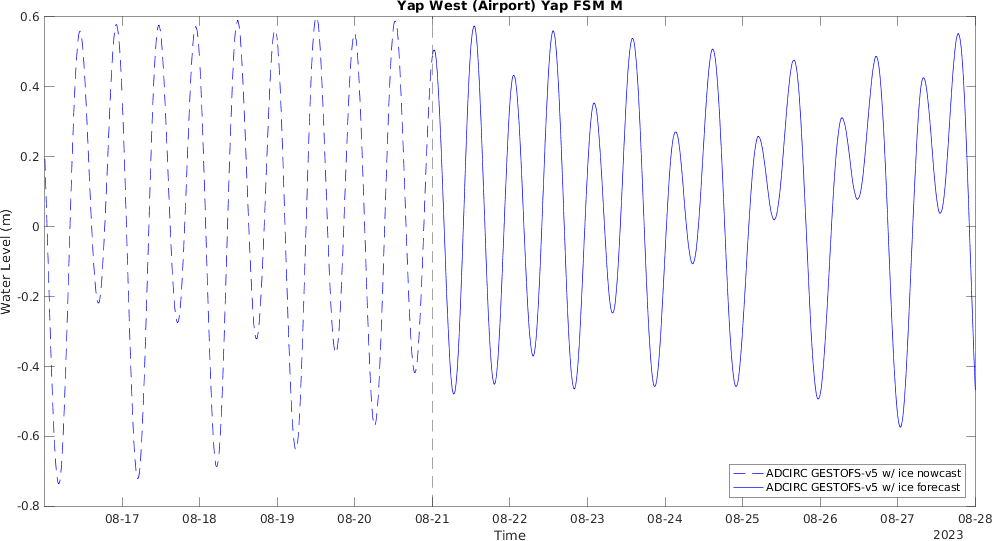 Yap West (Airport) Yap FSM M
Water Level (m)
0.6
0.4
0.2
0
-0.2
-0.4
-0.6
-0.8
ADCIRC GESTOFS-v5 w/ ice nowcast
ADCIRC GESTOFS-v5 w/ ice forecast
08-17 08-18 08-19 08-20 08-21 08-22 08-23 08-24 08-25 08-26 08-27 08-28
Time
2023